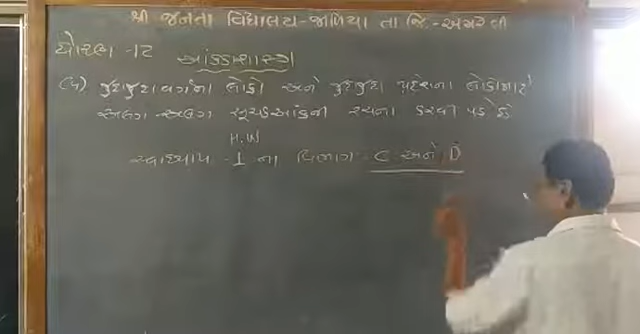 શ્રી જનતા વિદ્યાલય-જાળિયા તા જિ.-અમરેલી
ધોરણ -12 આંકડાશાસ્ત્ર
(5) જુદાજુદા વર્ગના લોકો અને જુદાજુદા પ્રદેશના લોકો માટે
અલગ-અલગ સૂચકઆંકની રચના કરવી પડે છે
H.W
સ્વાધ્યાય -1 ના વિભાગ - C અને D